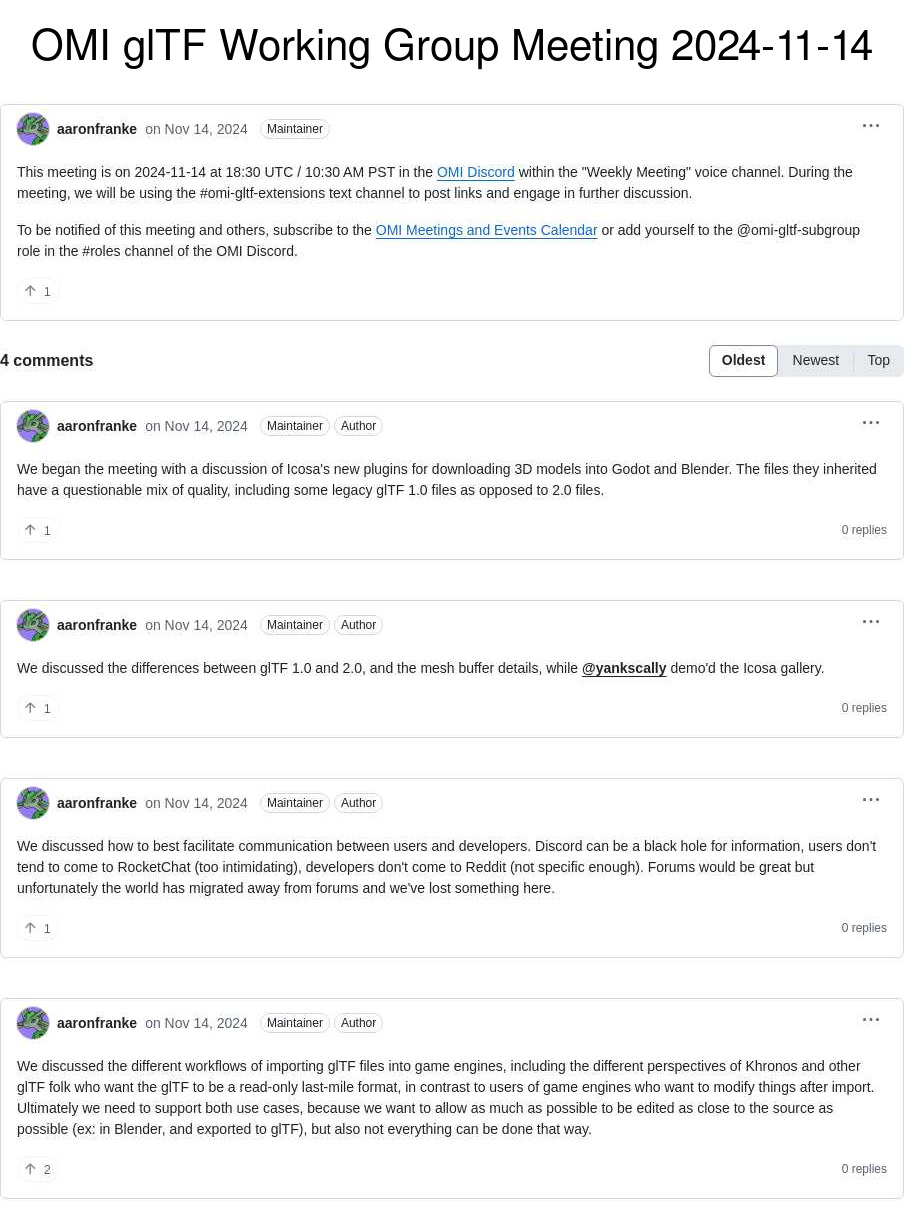 OMI glTF Working Group Meeting 2024-11-14
aaronfranke on Nov 14, 2024 Maintainer
This meeting is on 2024-11-14 at 18:30 UTC / 10:30 AM PST in the OMI Discord within the "Weekly Meeting" voice channel. During the
meeting, we will be using the #omi-gltf-extensions text channel to post links and engage in further discussion.
To be notified of this meeting and others, subscribe to the OMI Meetings and Events Calendar or add yourself to the @omi-gltf-subgroup
role in the #roles channel of the OMI Discord.
↑ 1
4 comments
Oldest Newest Top
aaronfranke on Nov 14, 2024 Maintainer Author
We began the meeting with a discussion of Icosa's new plugins for downloading 3D models into Godot and Blender. The files they inherited
have a questionable mix of quality, including some legacy glTF 1.0 files as opposed to 2.0 files.
↑ 1 0 replies
aaronfranke on Nov 14, 2024 Maintainer Author
We discussed the differences between glTF 1.0 and 2.0, and the mesh buffer details, while @yankscally demo'd the Icosa gallery.
↑ 1 0 replies
aaronfranke on Nov 14, 2024 Maintainer Author
We discussed how to best facilitate communication between users and developers. Discord can be a black hole for information, users don't
tend to come to RocketChat (too intimidating), developers don't come to Reddit (not specific enough). Forums would be great but
unfortunately the world has migrated away from forums and we've lost something here.
↑ 1 0 replies
aaronfranke on Nov 14, 2024 Maintainer Author
We discussed the different workflows of importing glTF files into game engines, including the different perspectives of Khronos and other
glTF folk who want the glTF to be a read-only last-mile format, in contrast to users of game engines who want to modify things after import.
Ultimately we need to support both use cases, because we want to allow as much as possible to be edited as close to the source as
possible (ex: in Blender, and exported to glTF), but also not everything can be done that way.
↑ 2 0 replies